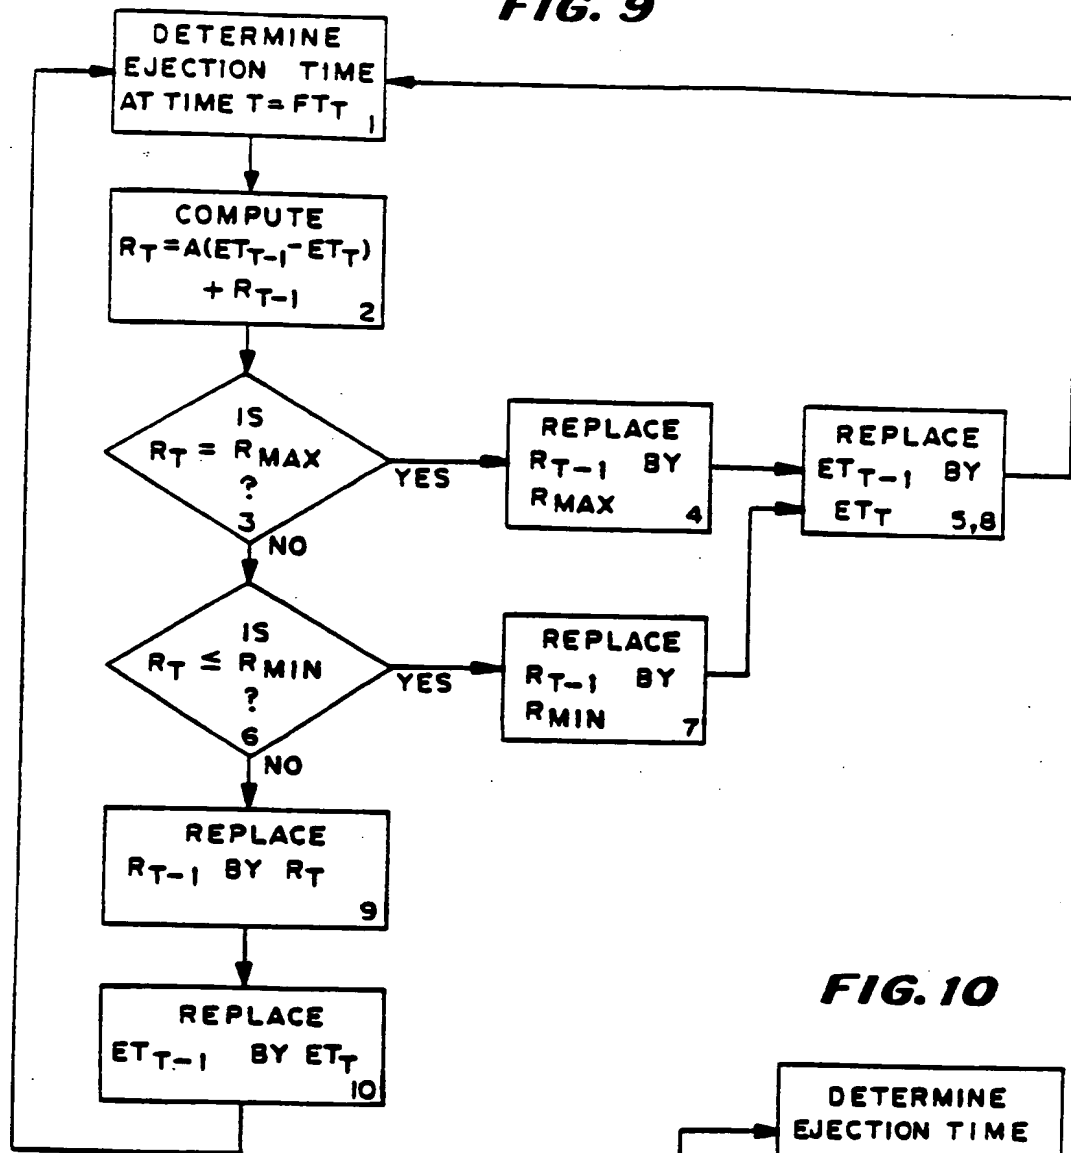 FIG. 9
DETERMINE
EJECTION TIME
AT TIME T=FT_T
1
COMPUTE
R_T=A(ET_T-1-ET_T)
+ R_T-1
2
IS
R_T = R_MAX
?
3
YES
NO
REPLACE
R_T-1 BY
R_MAX
4
REPLACE
ET_T-1 BY
ET_T
5,8
IS
R_T ≤ R_MIN
?
6
YES
NO
REPLACE
R_T-1 BY
R_MIN
7
REPLACE
R_T-1 BY R_T
9
REPLACE
ET_T-1 BY ET_T
10
FIG. 10
DETERMINE
EJECTION TIME